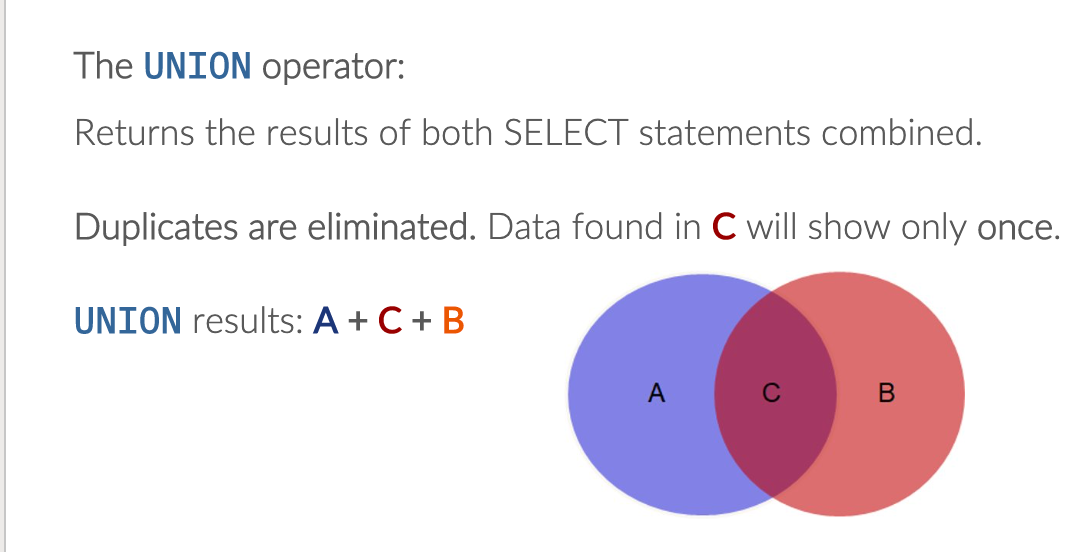 The UNION operator:
Returns the results of both SELECT statements combined.
Duplicates are eliminated. Data found in C will show only once.
UNION results: A + C + B
A C B